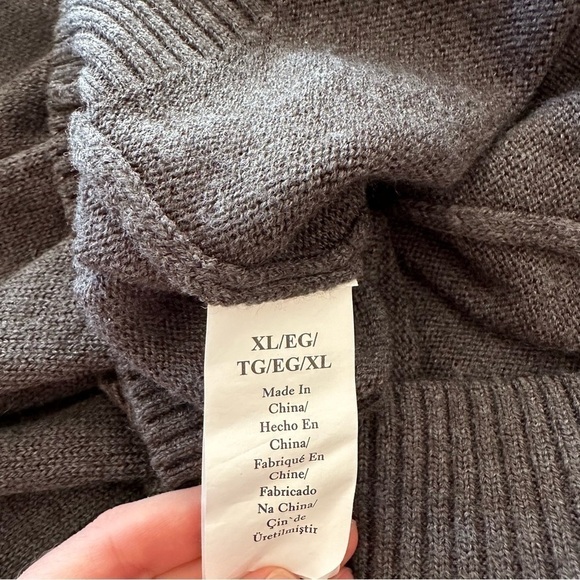 XL/EG/
TG/EG/XL
Made In
China/
Hecho En
China/
Fabriqué En
Chine/
Fabricado
Na China/
Çin`de
Üretilmiştir